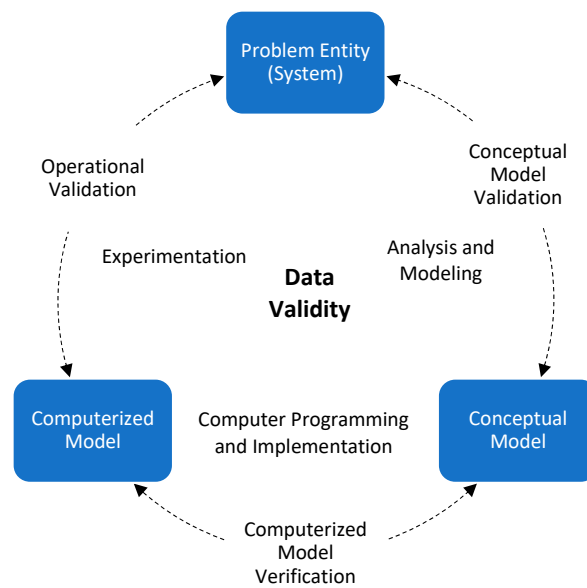 Problem Entity
(System)
Operational
Validation
Conceptual
Model
Validation
Experimentation
Analysis and
Modeling
Data
Validity
Computerized
Model
Computer Programming
and Implementation
Conceptual
Model
Computerized
Model
Verification